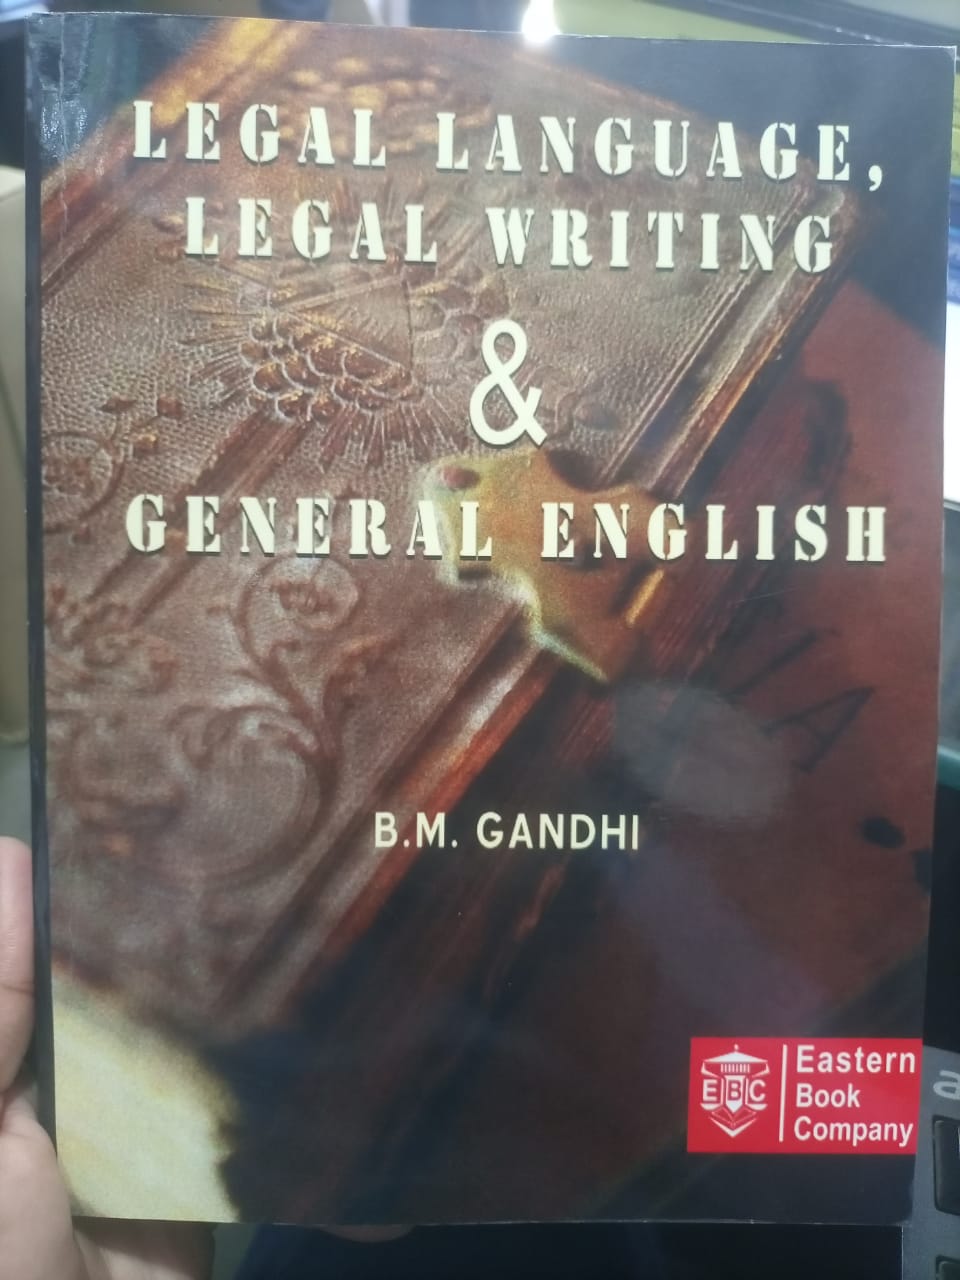 LEGAL LANGUAGE,
LEGAL WRITING
&
GENERAL ENGLISH
B.M. GANDHI
EBC
Eastern
Book
Company
a